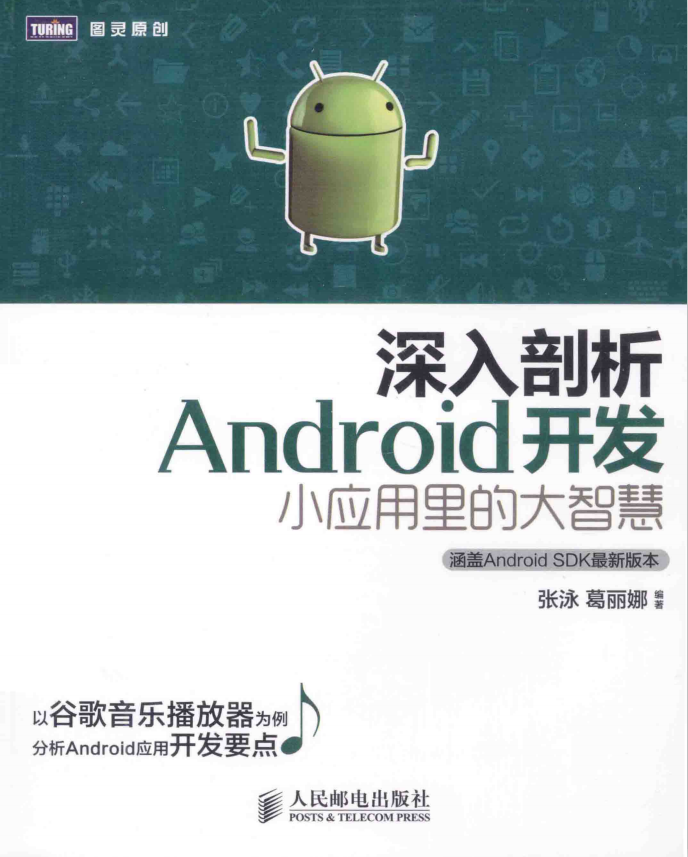 TURING 图灵原创
深入剖析
Android开发
小应用里的大智慧
涵盖Android SDK最新版本
张泳 葛丽娜 编著
以谷歌音乐播放器为例
分析Android应用开发要点
人民邮电出版社
POSTS & TELECOM PRESS